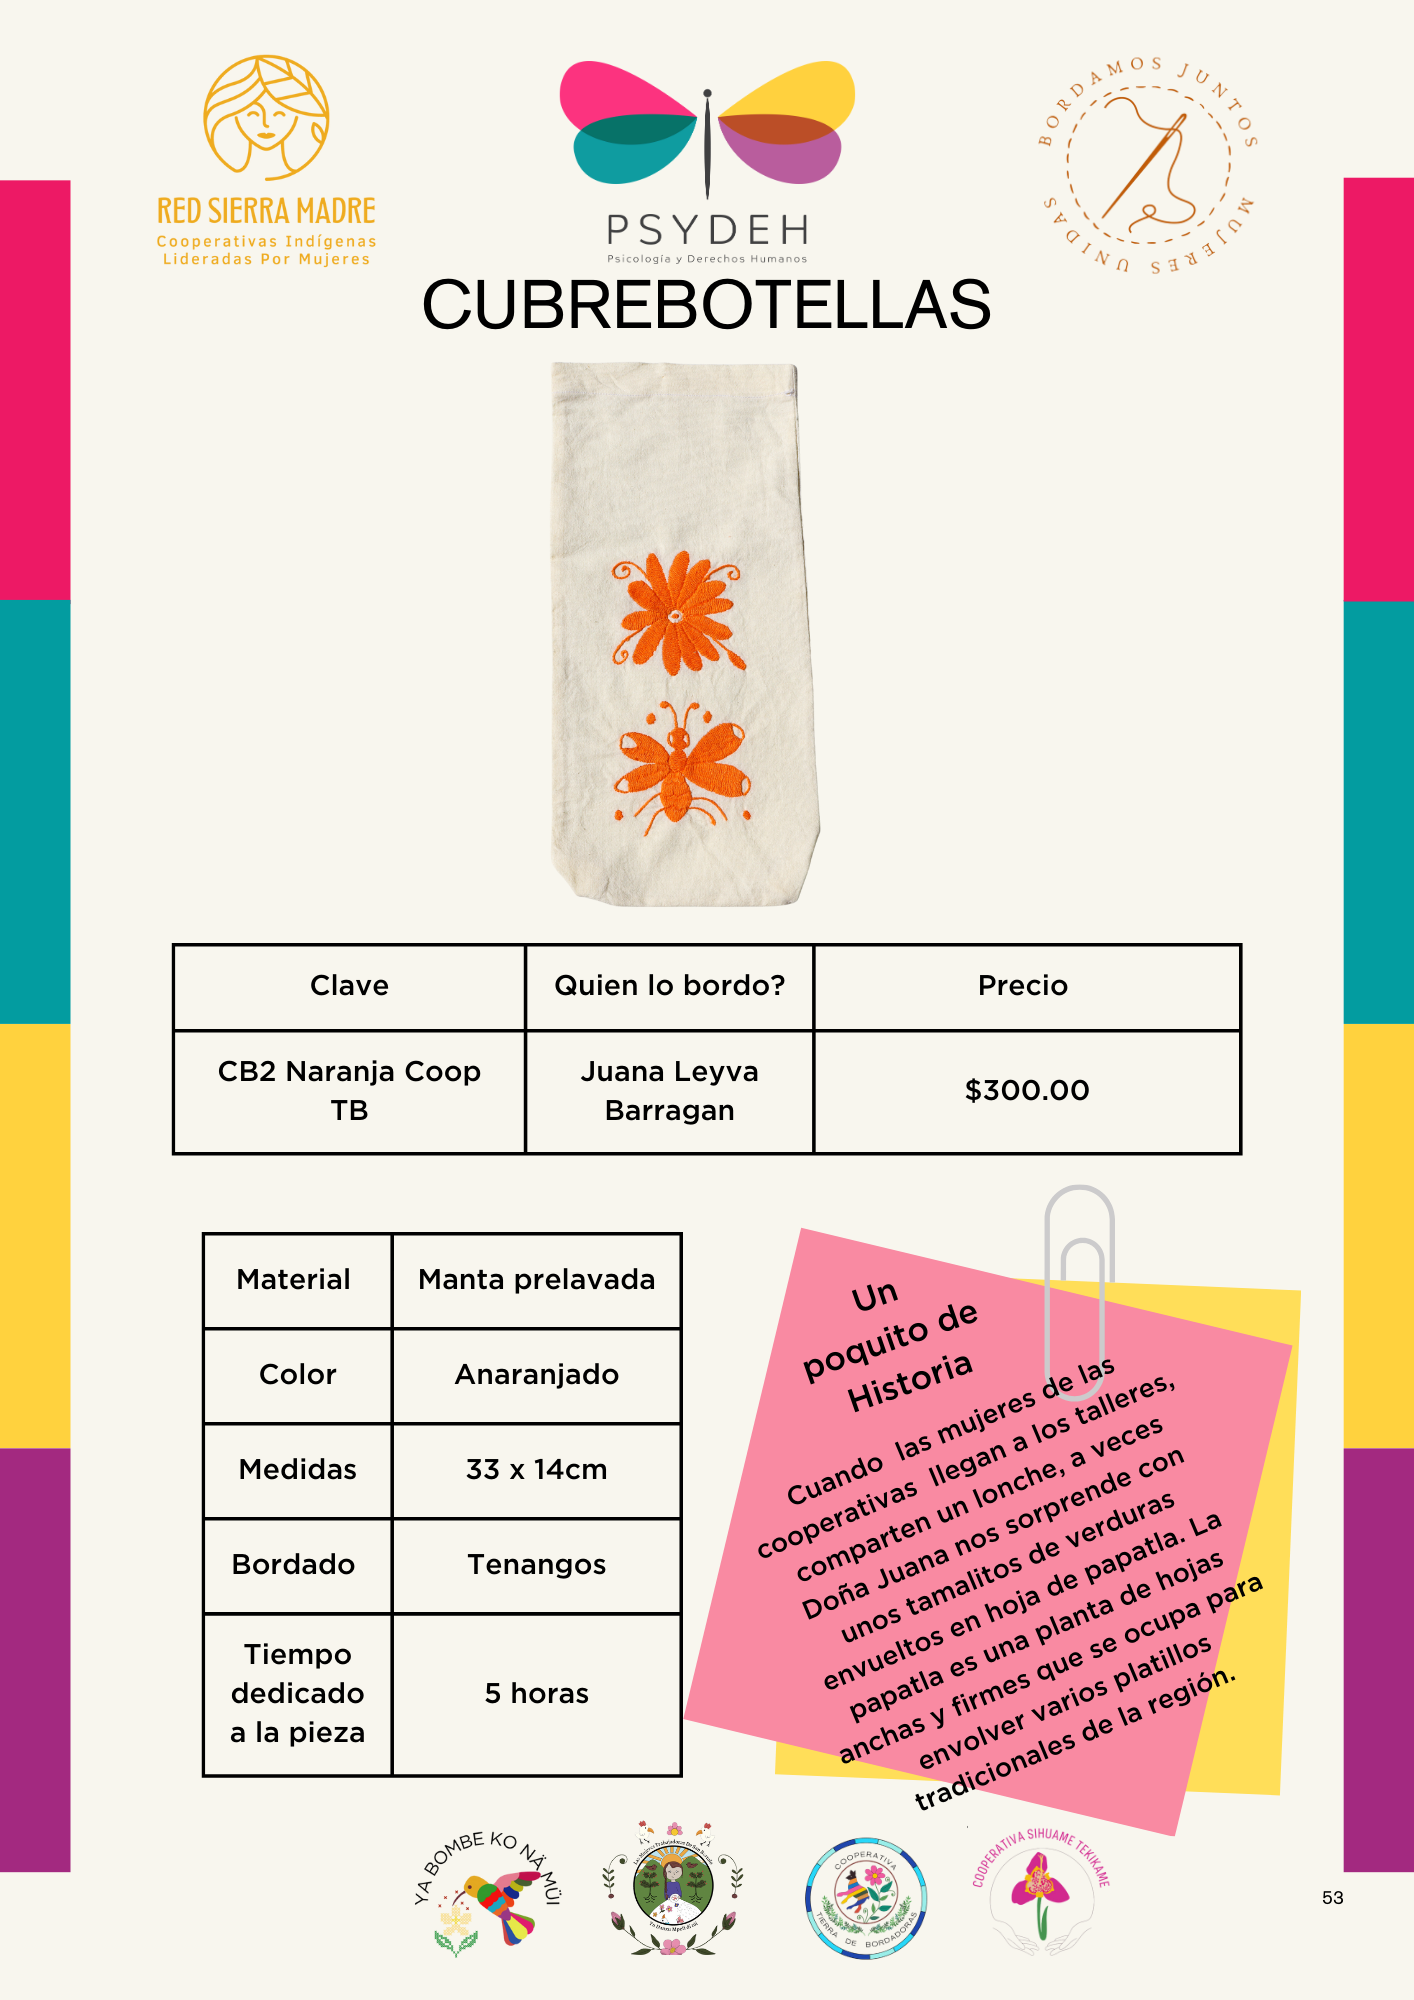 RED SIERRA MADRE
Cooperativas Indígenas
Lideradas Por Mujeres
PSYDEH
Psicología y Derechos Humanos
BORDAMOS JUNTOS
MUJERES UNIDAS
CUBREBOTELLAS
Clave
Quien lo bordo?
Precio
CB2 Naranja Coop
TB
Juana Leyva
Barragan
$300.00
Material
Manta prelavada
Color
Anaranjado
Medidas
33 x 14cm
Bordado
Tenangos
Tiempo
dedicado
a la pieza
5 horas
Un
poquito de
Historia
Cuando las mujeres de las
cooperativas llegan a los talleres,
comparten un lonche, a veces
Doña Juana nos sorprende con
unos tamalitos de verduras
envueltos en hoja de papatla. La
papatla es una planta de hojas
anchas y firmes que se ocupa para
envolver varios platillos
tradicionales de la región.
YA BOMBE KO NÄ MÜI
COOPERATIVA
TIERRA DE BORDADORAS
COOPERATIVA SIHUAME TEKIKAME
53